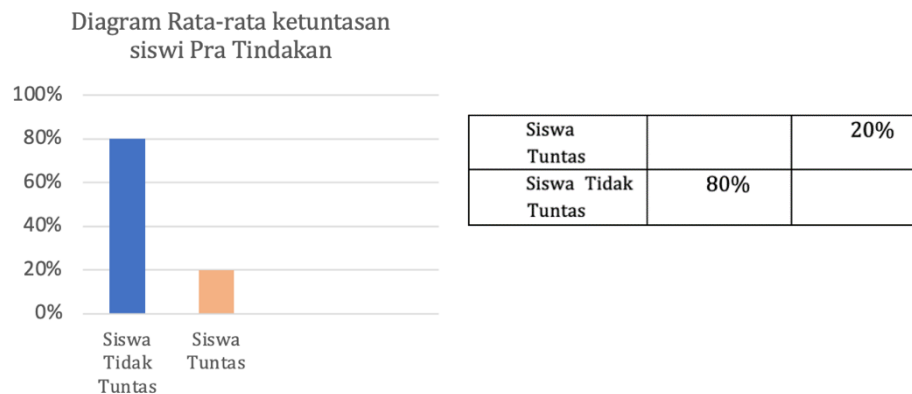 Diagram Rata-rata ketuntasan
siswi Pra Tindakan
100%
80%
60%
40%
20%
0%
Siswa
Tidak
Tuntas
Siswa
Tuntas
Siswa
Tuntas
20%
Siswa Tidak
Tuntas
80%